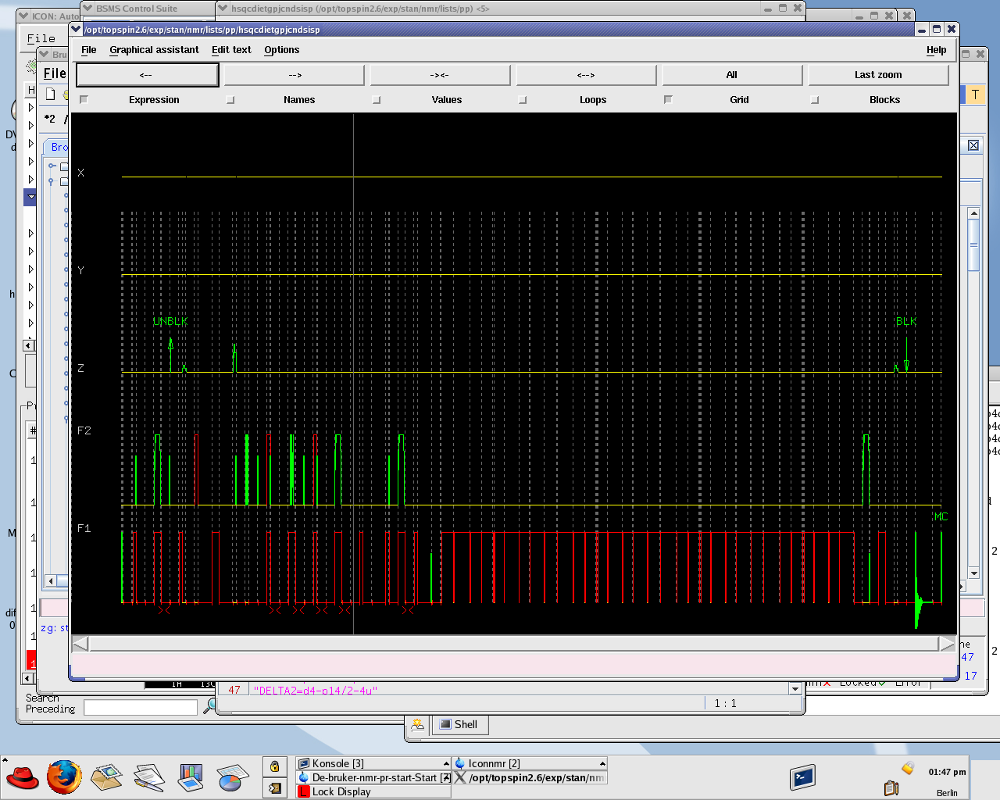 ICON: Auto
BSMS Control Suite
hsqcdietgpjcndsisp (/opt/topspin2.6/exp/stan/nmr/lists/pp) <5>
/opt/topspin2.6/exp/stan/nmr/lists/pp/hsqcdietgpjcndsisp
File
Bru
File
Edit text
Graphical assistant
Options
Help
<--
-->
-><-
<-->
All
Last zoom
Expression
Names
Values
Loops
Grid
Blocks
H
T
*2
Bro
X
Y
UNBLK
BLK
Z
F2
F1
MC
#
zg: st
47
17
1H
13C
Locked
Error
47
"DELTA2=d4-p14/2-4u"
1 : 1
Search
Preceding
Shell
Konsole [3]
Iconnmr [2]
De-bruker-nmr-pr-start-Start [7]
/opt/topspin2.6/exp/stan/nm
Lock Display
01:47 pm
Berlin